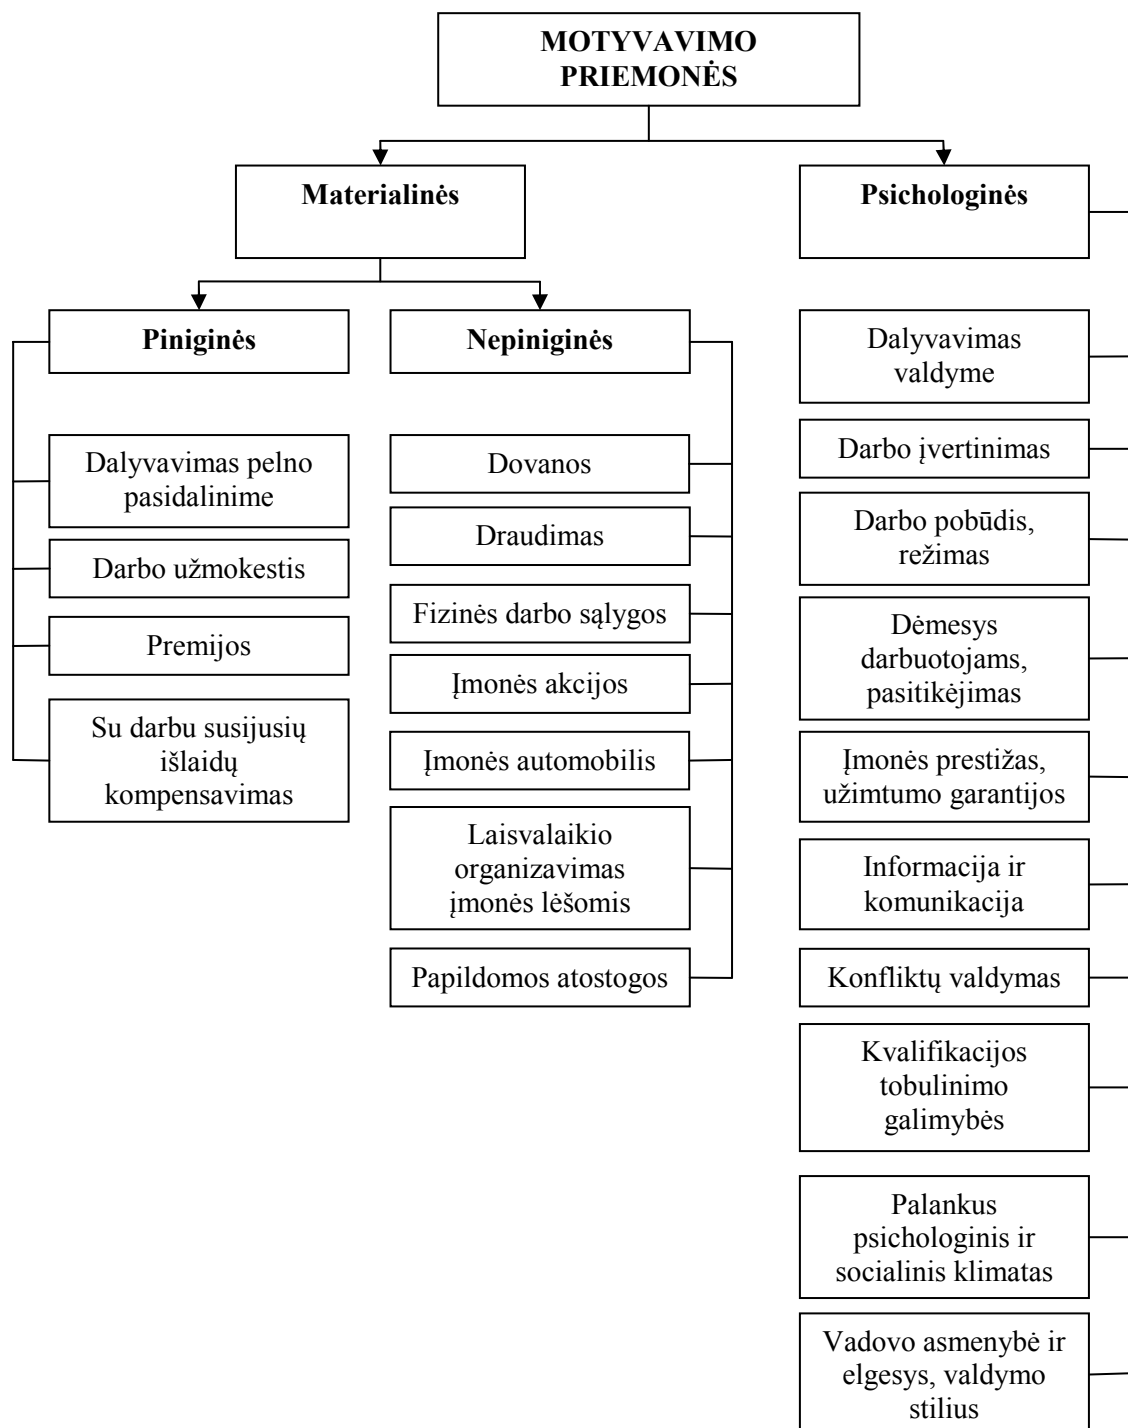 MOTYVAVIMO
PRIEMONĖS
Materialinės
Psichologinės
Piniginės
Nepiniginės
Dalyvavimas pelno
pasidalinime
Darbo užmokestis
Premijos
Su darbu susijusių
išlaidų
kompensavimas
Dovanos
Draudimas
Fizinės darbo sąlygos
Įmonės akcijos
Įmonės automobilis
Laisvalaikio
organizavimas
įmonės lėšomis
Papildomos atostogos
Dalyvavimas
valdyme
Darbo įvertinimas
Darbo pobūdis,
režimas
Dėmesys
darbuotojams,
pasitikėjimas
Įmonės prestižas,
užimtumo garantijos
Informacija ir
komunikacija
Konfliktų valdymas
Kvalifikacijos
tobulinimo
galimybės
Palankus
psichologinis ir
socialinis klimatas
Vadovo asmenybė ir
elgesys, valdymo
stilius